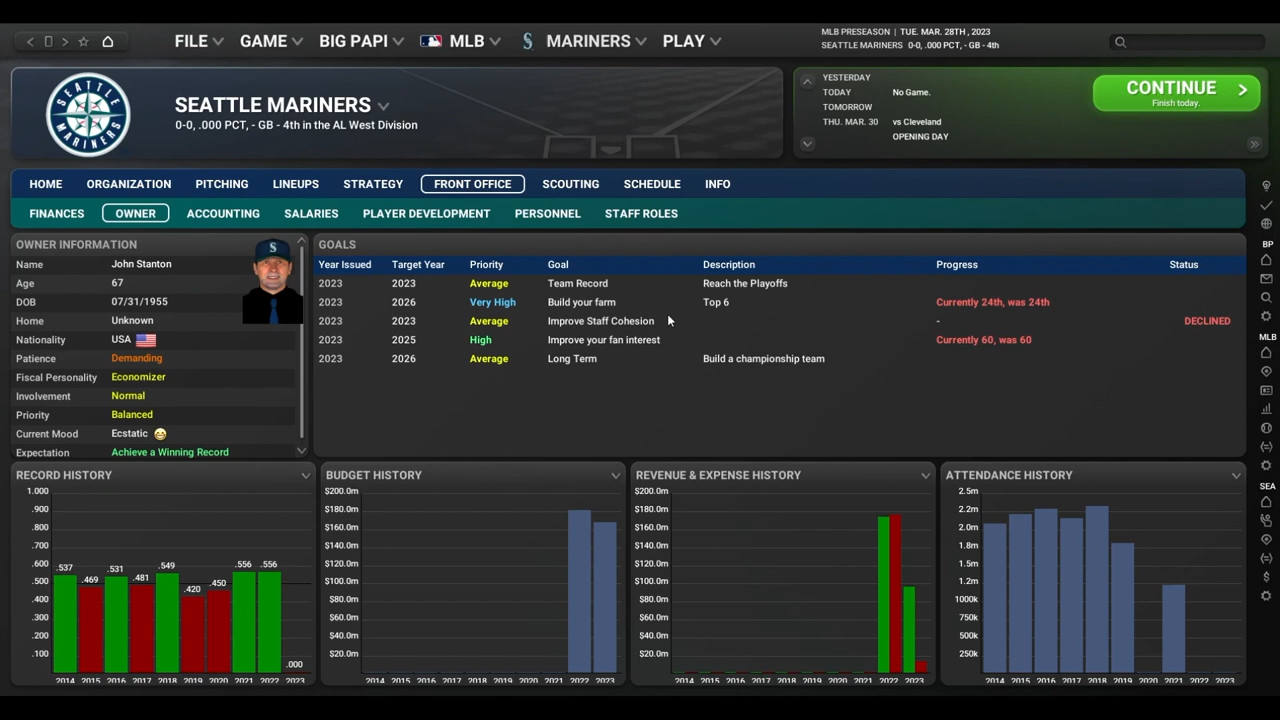 FILE GAME BIG PAPI MLB MARINERS PLAY
MLB PRESEASON | TUE. MAR. 28TH , 2023
SEATTLE MARINERS 0-0, .000 PCT, - GB - 4th
SEATTLE MARINERS
SEATTLE MARINERS
0-0, .000 PCT, - GB - 4th in the AL West Division
YESTERDAY
TODAY No Game.
TOMORROW
THU. MAR. 30 vs Cleveland
OPENING DAY
CONTINUE
Finish today.
HOME ORGANIZATION PITCHING LINEUPS STRATEGY FRONT OFFICE SCOUTING SCHEDULE INFO
FINANCES OWNER ACCOUNTING SALARIES PLAYER DEVELOPMENT PERSONNEL STAFF ROLES
OWNER INFORMATION
Name John Stanton
Age 67
DOB 07/31/1955
Home Unknown
Nationality USA
Patience Demanding
Fiscal Personality Economizer
Involvement Normal
Priority Balanced
Current Mood Ecstatic
Expectation Achieve a Winning Record
GOALS
Year Issued Target Year Priority Goal Description Progress Status
2023 2023 Average Team Record Reach the Playoffs
2023 2026 Very High Build your farm Top 6 Currently 24th, was 24th
2023 2023 Average Improve Staff Cohesion - DECLINED
2023 2025 High Improve your fan interest Currently 60, was 60
2023 2026 Average Long Term Build a championship team
RECORD HISTORY
1.000
.900
.800
.700
.600
.500
.400
.300
.200
.100
.537 .469 .531 .481 .549 .420 .450 .556 .556 .000
2014 2015 2016 2017 2018 2019 2020 2021 2022 2023
BUDGET HISTORY
$200.0m
$180.0m
$160.0m
$140.0m
$120.0m
$100.0m
$80.0m
$60.0m
$40.0m
$20.0m
2014 2015 2016 2017 2018 2019 2020 2021 2022 2023
REVENUE & EXPENSE HISTORY
$200.0m
$180.0m
$160.0m
$140.0m
$120.0m
$100.0m
$80.0m
$60.0m
$40.0m
$20.0m
2014 2015 2016 2017 2018 2019 2020 2021 2022 2023
ATTENDANCE HISTORY
2.5m
2.2m
2.0m
1.8m
1.5m
1.2m
1000k
750k
500k
250k
2014 2015 2016 2017 2018 2019 2020 2021 2022 2023
BP
MLB
SEA